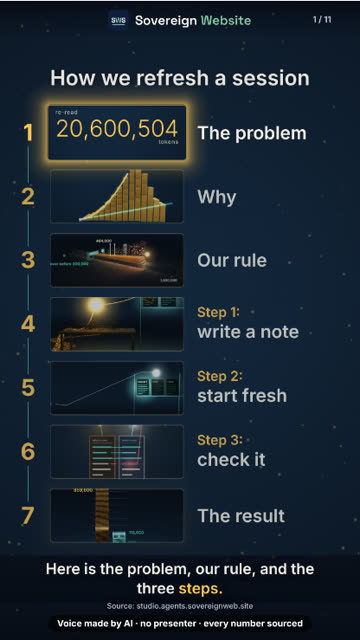 SWS Sovereign Website 1 / 11
How we refresh a session
1 re-read 20,600,504 tokens The problem
2 Why
3 Our rule
4 Step 1:
write a note
5 Step 2:
start fresh
6 Step 3:
check it
7 The result
Here is the problem, our rule, and the
three steps.
Source: studio.agents.sovereignweb.site
Voice made by AI • no presenter • every number sourced